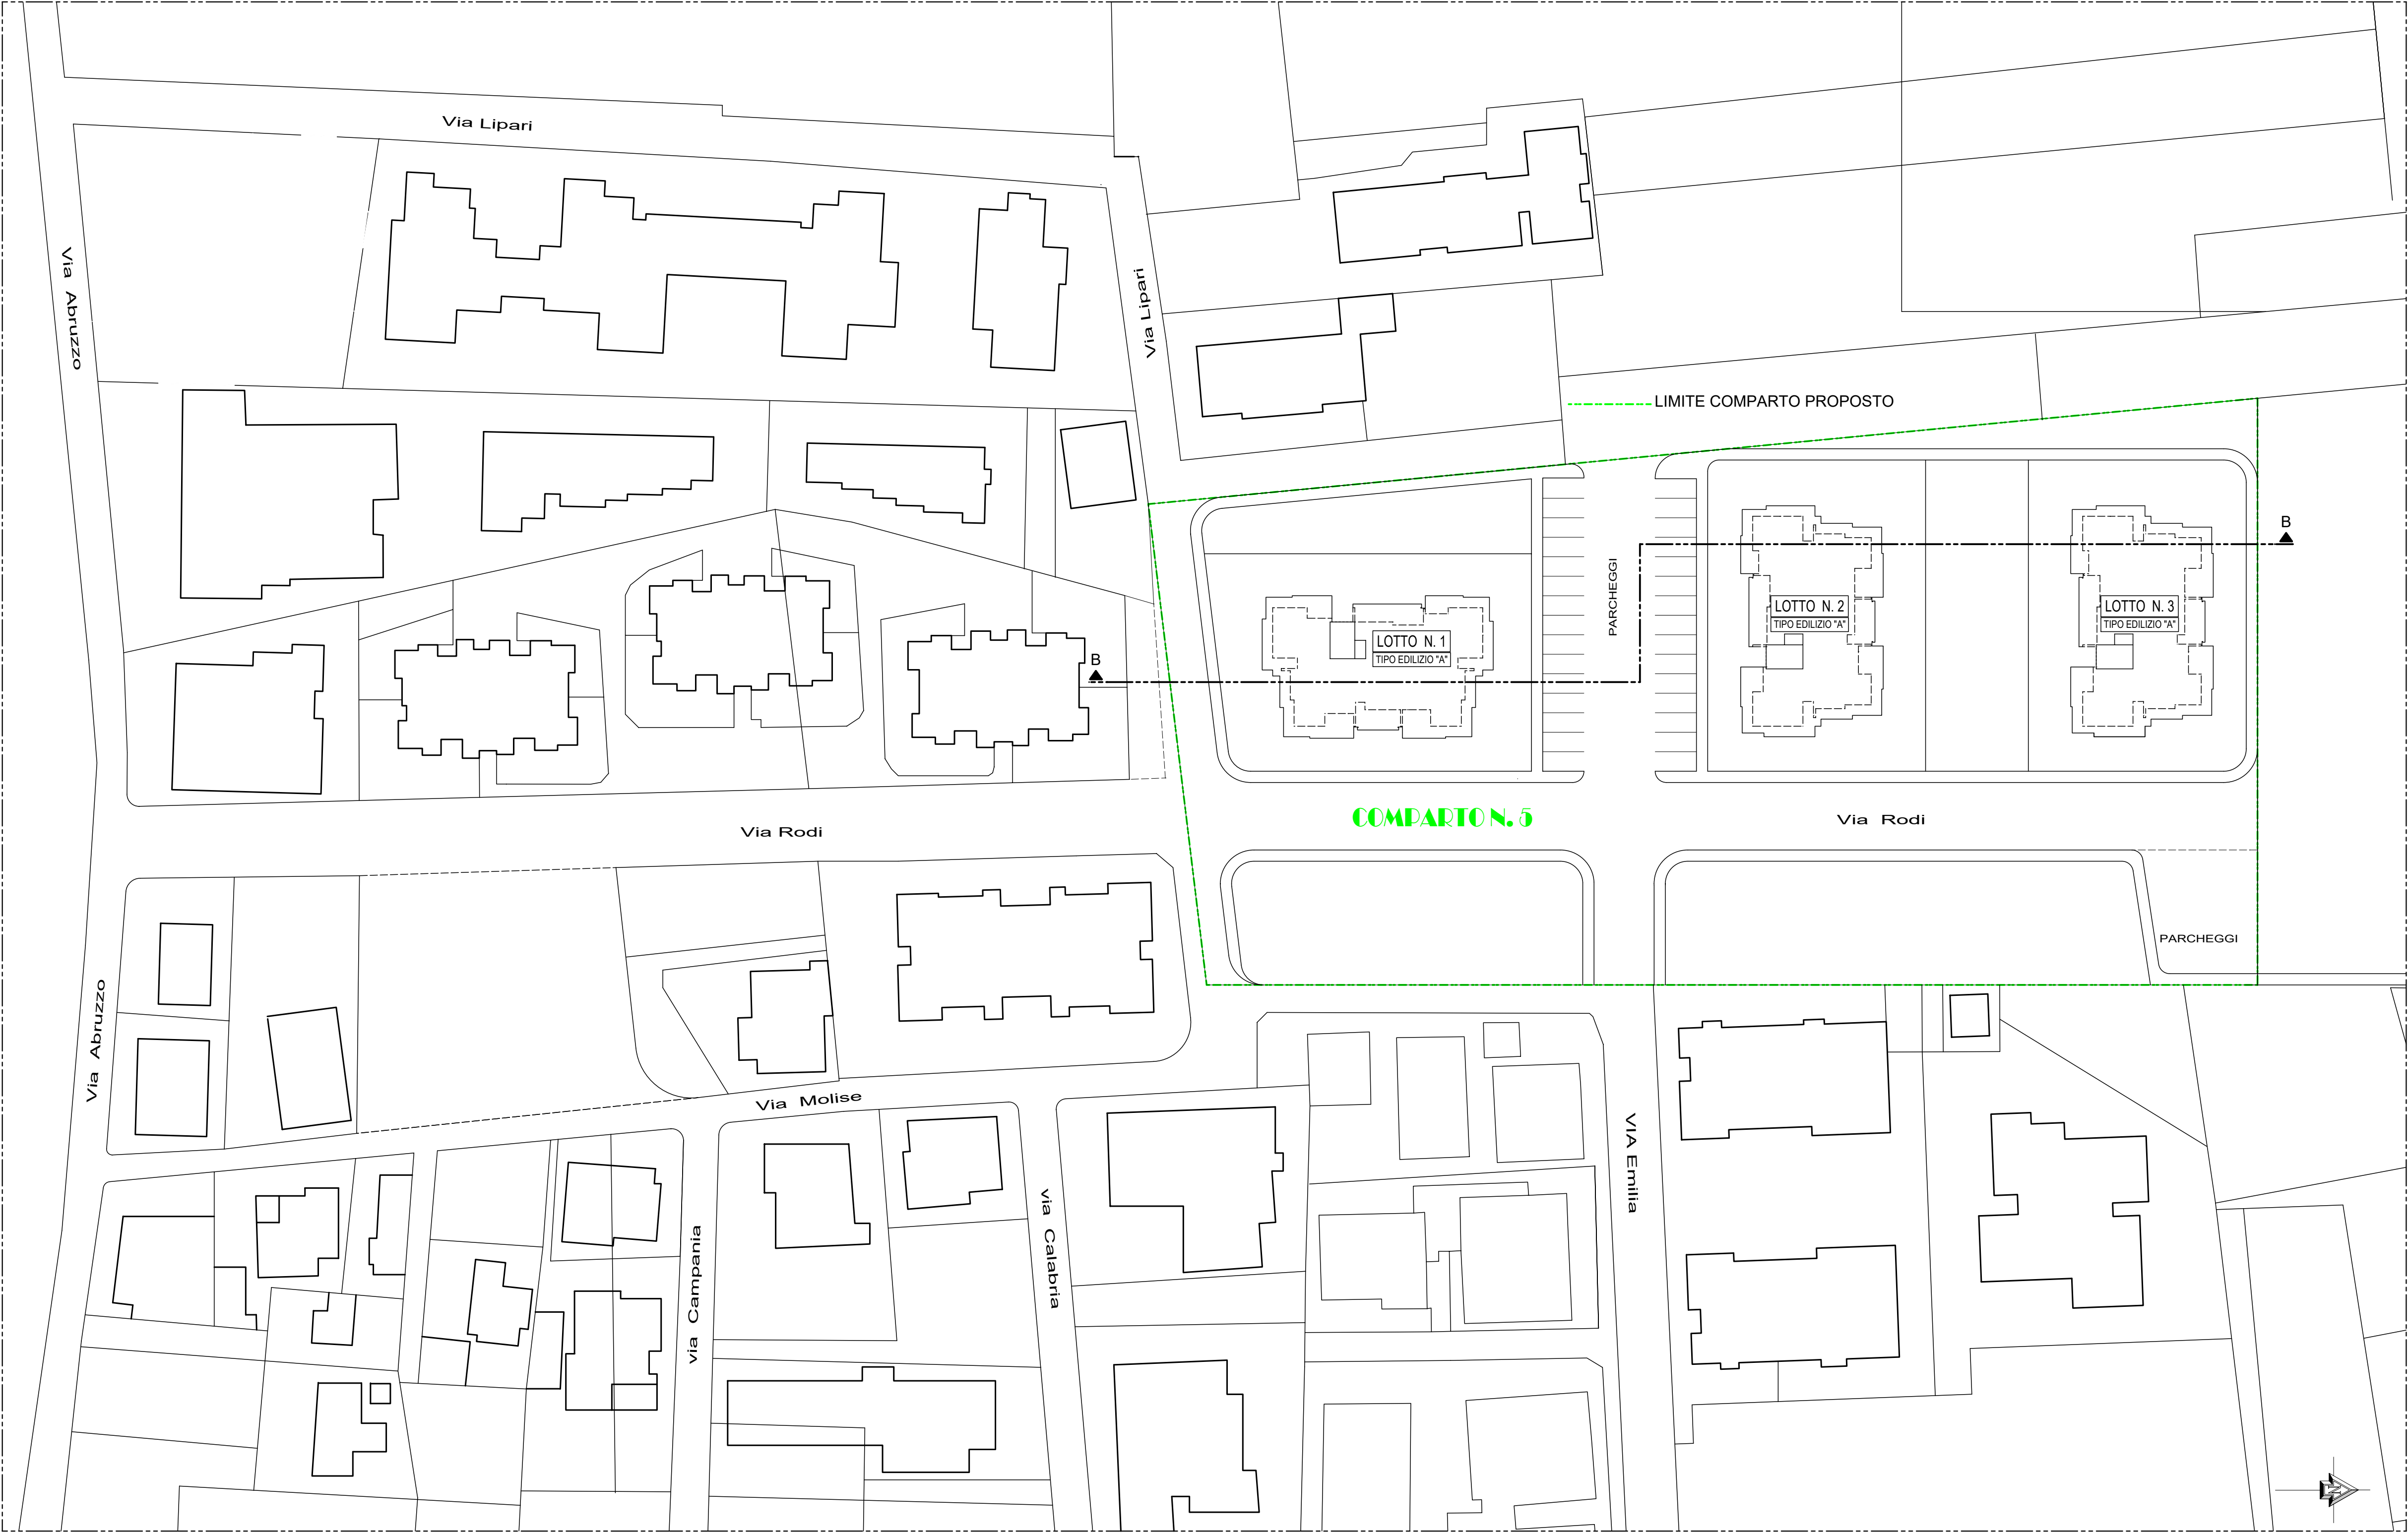 Via Lipari
Via Abruzzo
Via Lipari
LIMITE COMPARTO PROPOSTO
B
PARCHEGGI
LOTTO N. 2
TIPO EDILIZIO "A"
LOTTO N. 3
TIPO EDILIZIO "A"
LOTTO N. 1
TIPO EDILIZIO "A"
B
COMPARTO N. 5
Via Rodi
Via Rodi
PARCHEGGI
Via Abruzzo
Via Molise
VIA Emilia
via Calabria
via Campania
N